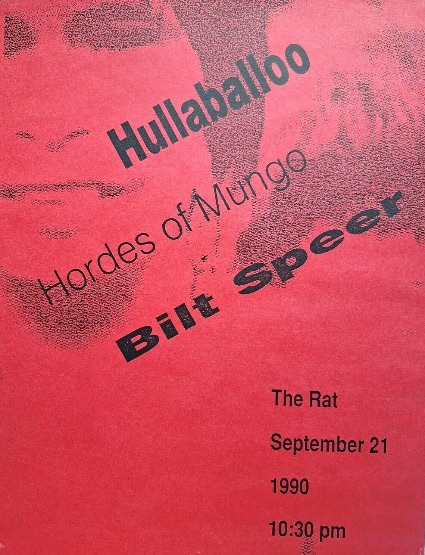 Hullaballoo
Hordes of Mungo
Bilt Speer
The Rat
September 21
1990
10:30 pm